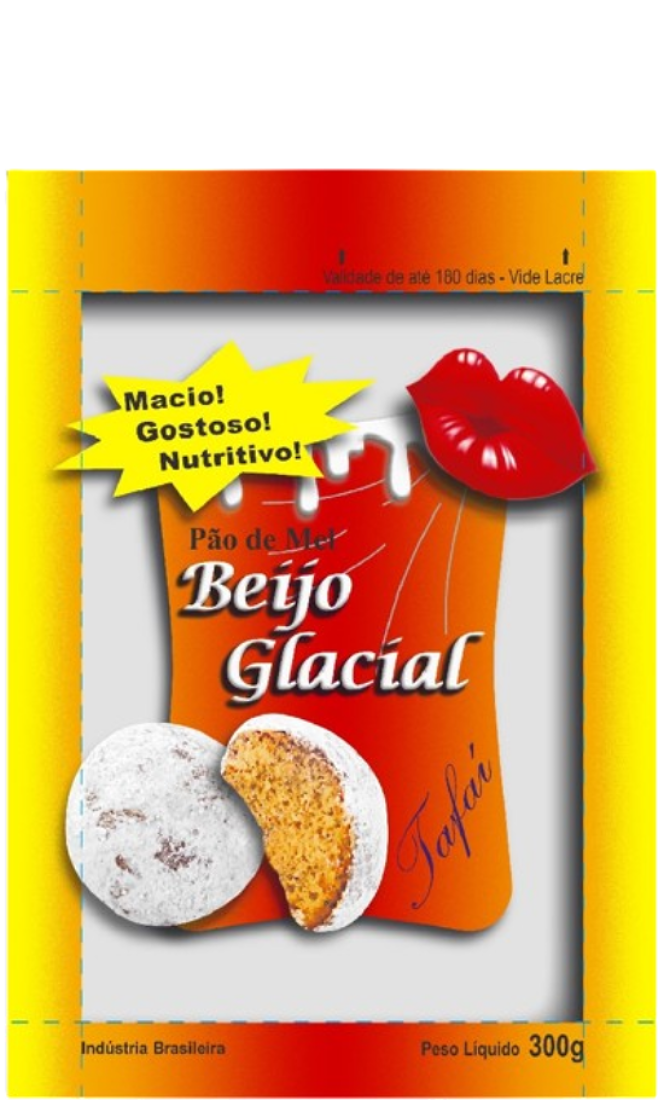 Validade de até 180 dias - Vide Lacre
Macio!
Gostoso!
Nutritivo!
Pão de Mel
Beijo
Glacial
Tafár
Indústria Brasileira
Peso Líquido 300g